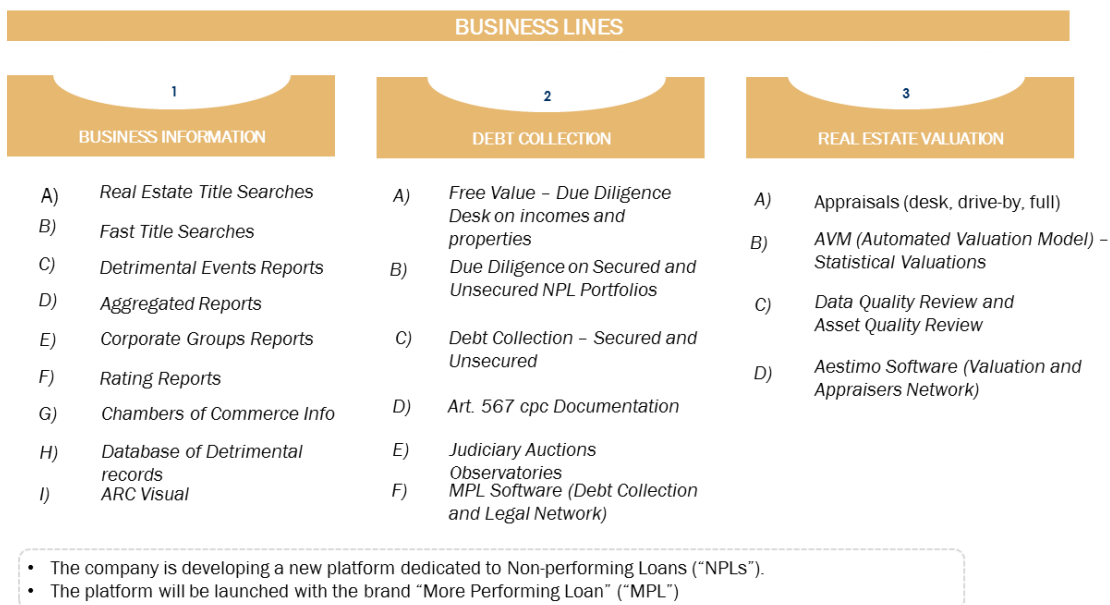 BUSINESS LINES
1
BUSINESS INFORMATION
A) Real Estate Title Searches
B) Fast Title Searches
C) Detrimental Events Reports
D) Aggregated Reports
E) Corporate Groups Reports
F) Rating Reports
G) Chambers of Commerce Info
H) Database of Detrimental
records
I) ARC Visual
2
DEBT COLLECTION
A) Free Value – Due Diligence
Desk on incomes and
properties
B) Due Diligence on Secured and
Unsecured NPL Portfolios
C) Debt Collection – Secured and
Unsecured
D) Art. 567 cpc Documentation
E) Judiciary Auctions
Observatories
F) MPL Software (Debt Collection
and Legal Network)
3
REAL ESTATE VALUATION
A) Appraisals (desk, drive-by, full)
B) AVM (Automated Valuation Model) –
Statistical Valuations
C) Data Quality Review and
Asset Quality Review
D) Aestimo Software (Valuation and
Appraisers Network)
• The company is developing a new platform dedicated to Non-performing Loans (“NPLs”).
• The platform will be launched with the brand “More Performing Loan” (“MPL”)